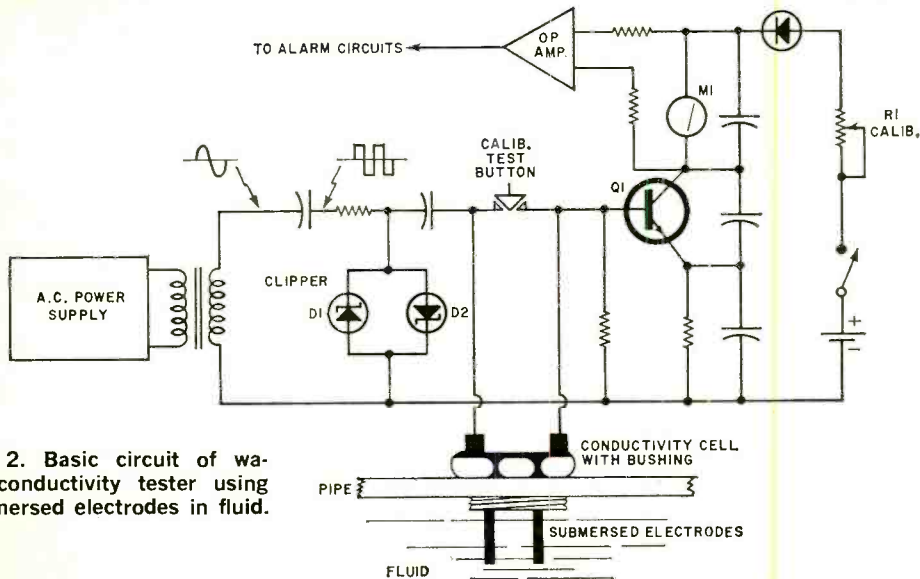 OP
AMP.
TO ALARM CIRCUITS
M1
R1
CALIB.
CALIB.
TEST
BUTTON
Q1
A.C. POWER
SUPPLY
CLIPPER
D1
D2
+
-
CONDUCTIVITY CELL
WITH BUSHING
PIPE
SUBMERSED ELECTRODES
FLUID
2. Basic circuit of wa-
conductivity tester using
mersed electrodes in fluid.